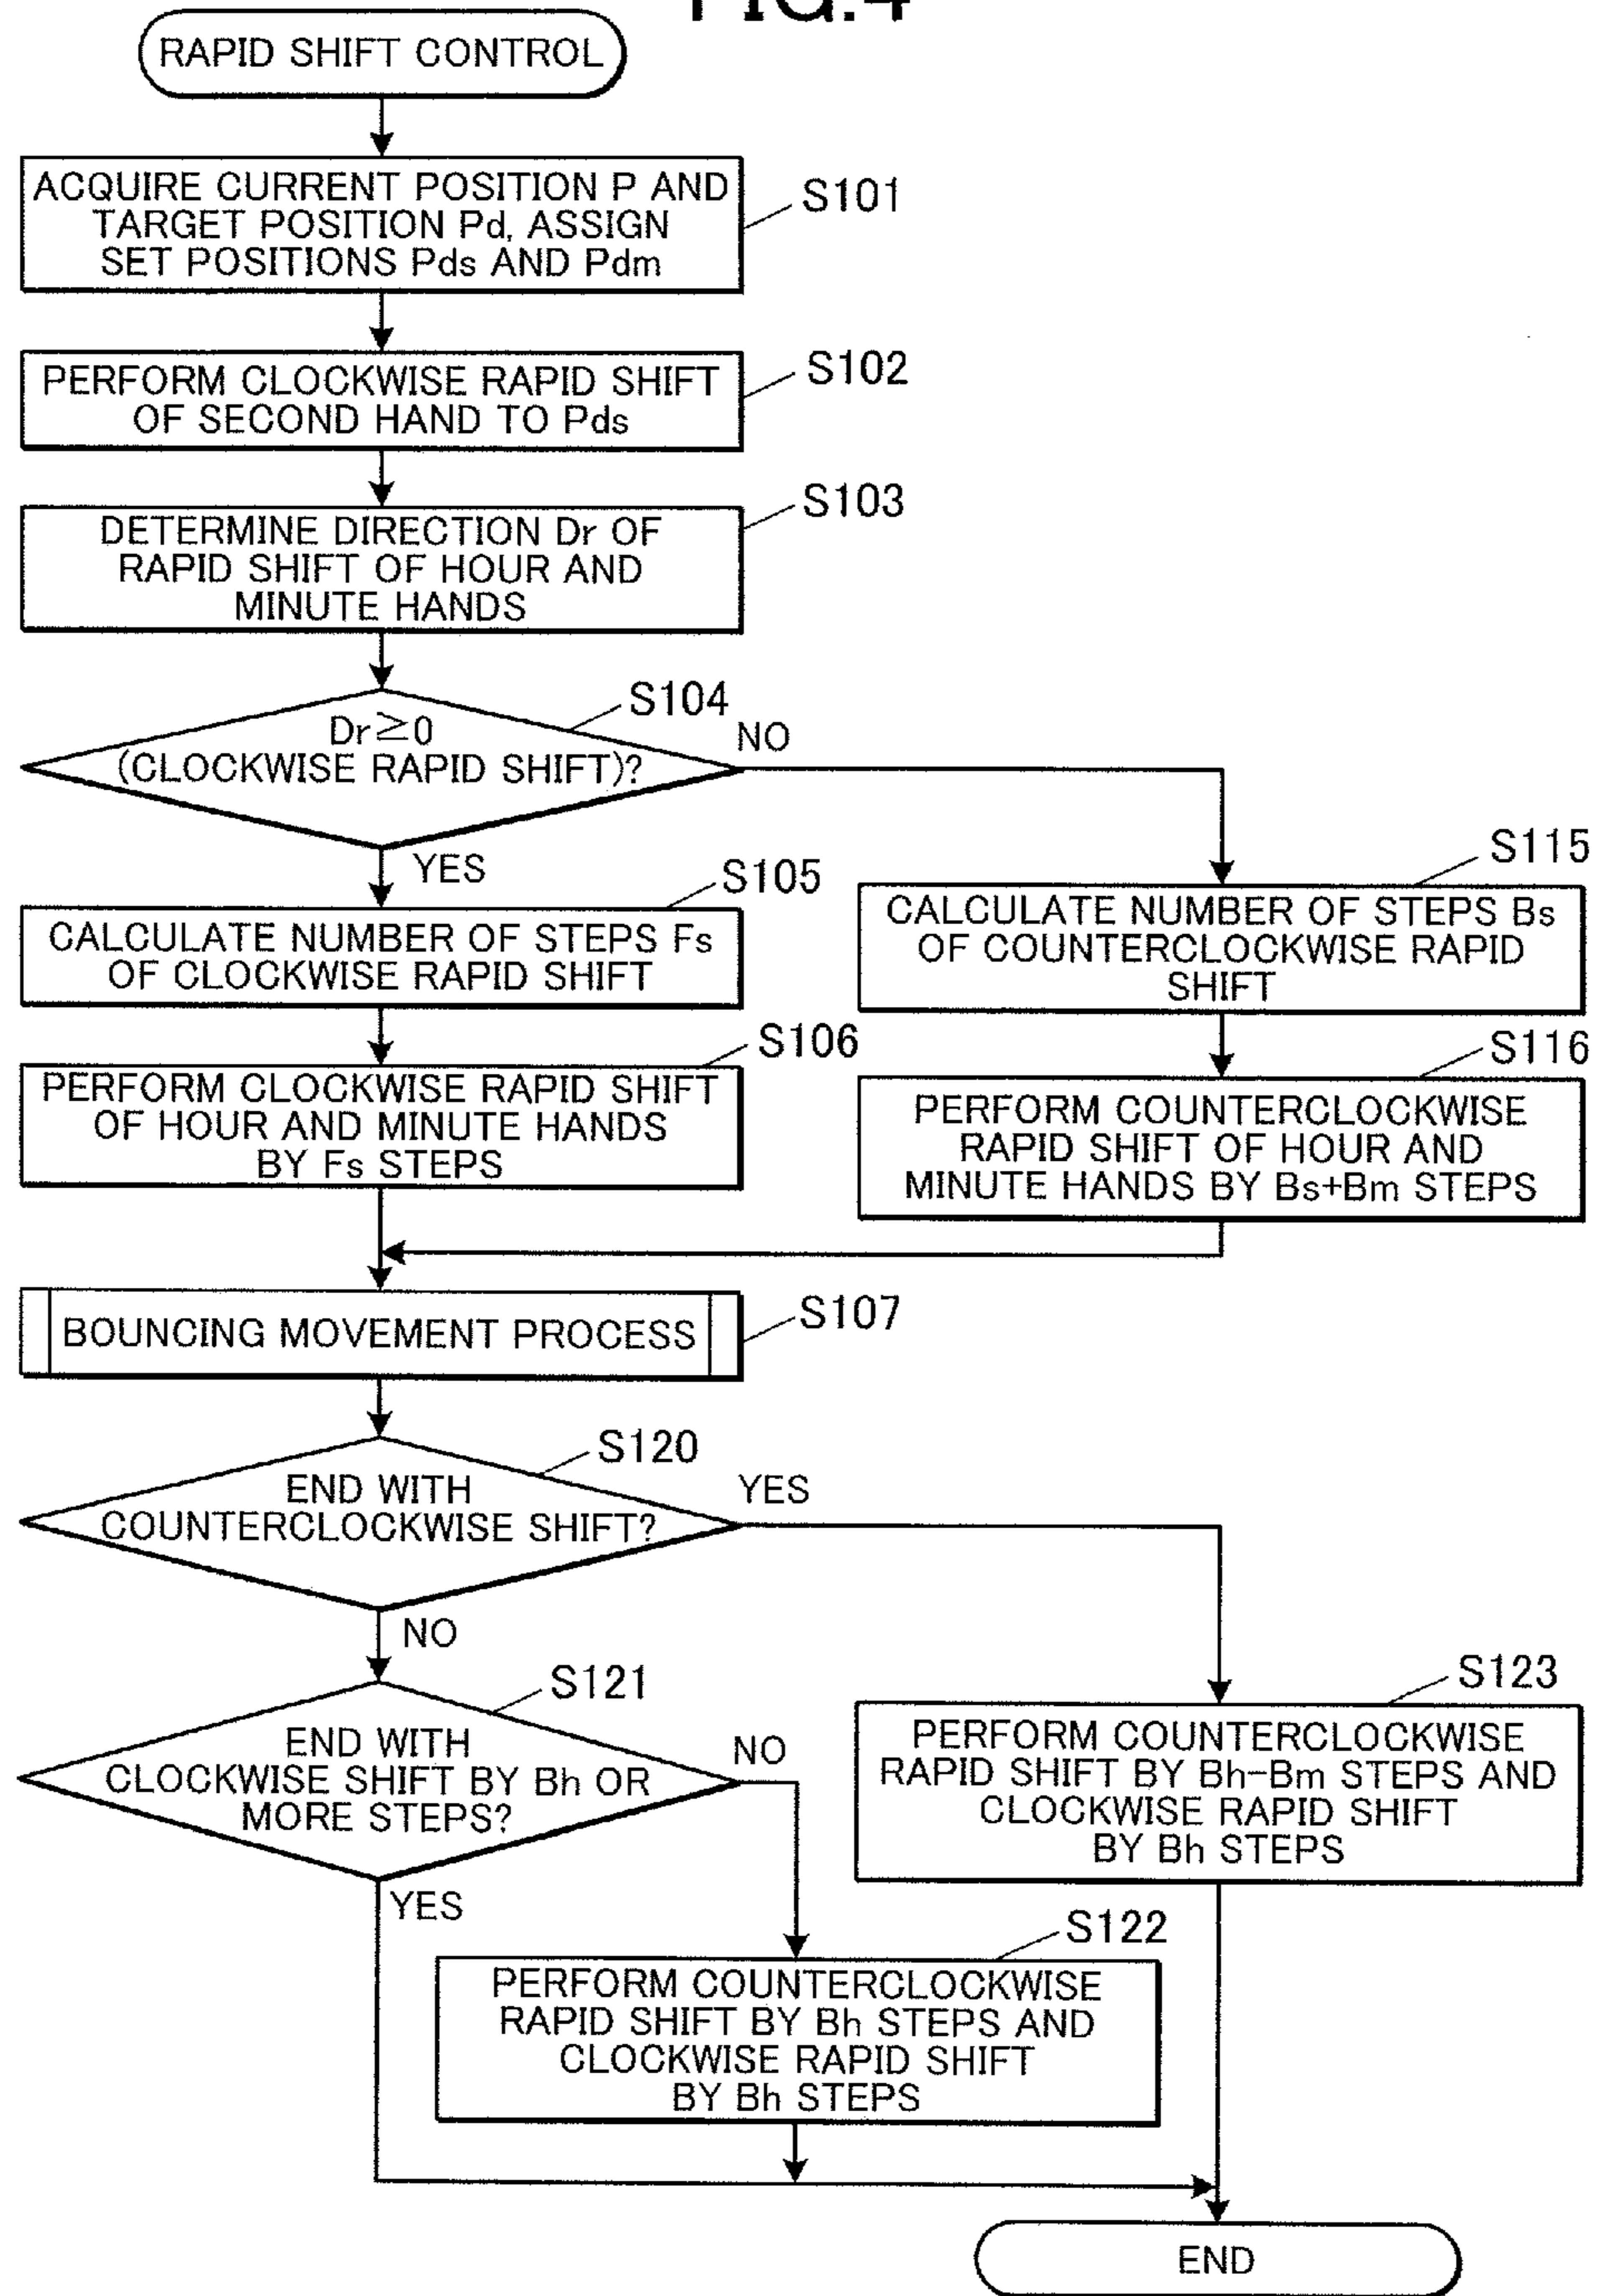 FIG.4
RAPID SHIFT CONTROL
ACQUIRE CURRENT POSITION P AND
TARGET POSITION Pd, ASSIGN
SET POSITIONS Pds AND Pdm
S101
PERFORM CLOCKWISE RAPID SHIFT
OF SECOND HAND TO Pds
S102
DETERMINE DIRECTION Dr OF
RAPID SHIFT OF HOUR AND
MINUTE HANDS
S103
Dr≧0
(CLOCKWISE RAPID SHIFT)?
S104
NO
YES
CALCULATE NUMBER OF STEPS Fs
OF CLOCKWISE RAPID SHIFT
S105
CALCULATE NUMBER OF STEPS Bs
OF COUNTERCLOCKWISE RAPID
SHIFT
S115
PERFORM CLOCKWISE RAPID SHIFT
OF HOUR AND MINUTE HANDS
BY Fs STEPS
S106
PERFORM COUNTERCLOCKWISE
RAPID SHIFT OF HOUR AND
MINUTE HANDS BY Bs+Bm STEPS
S116
BOUNCING MOVEMENT PROCESS
S107
END WITH
COUNTERCLOCKWISE SHIFT?
S120
YES
NO
END WITH
CLOCKWISE SHIFT BY Bh OR
MORE STEPS?
S121
NO
YES
PERFORM COUNTERCLOCKWISE
RAPID SHIFT BY Bh-Bm STEPS AND
CLOCKWISE RAPID SHIFT
BY Bh STEPS
S123
PERFORM COUNTERCLOCKWISE
RAPID SHIFT BY Bh STEPS AND
CLOCKWISE RAPID SHIFT
BY Bh STEPS
S122
END